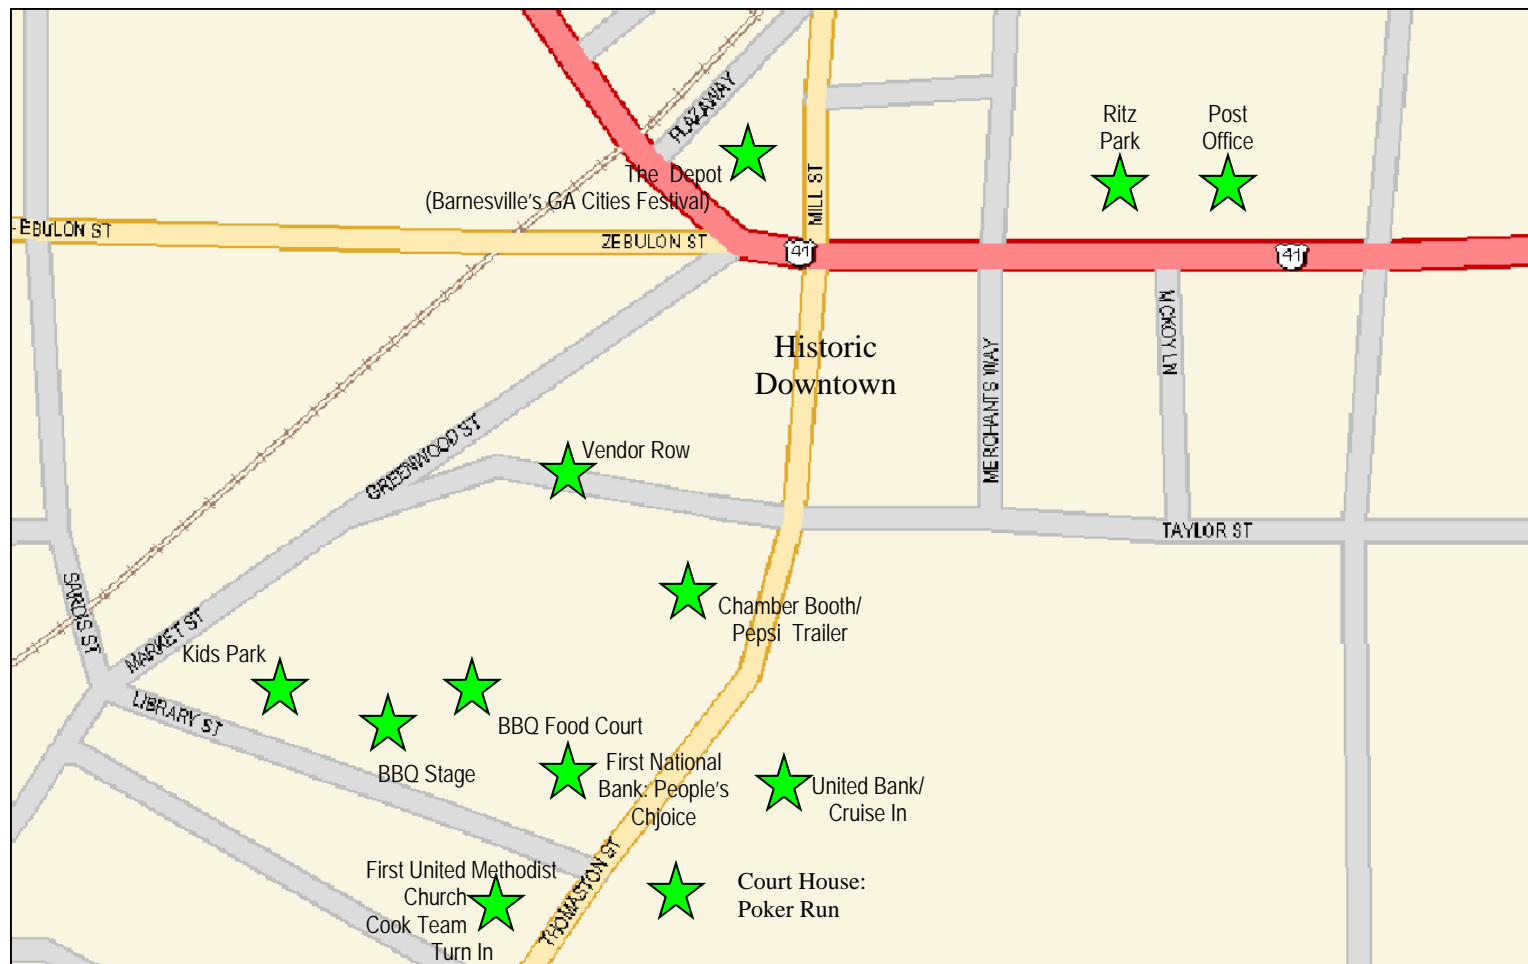 PLAZAWAY
Ritz
Park
Post
Office
The Depot
(Barnesville's GA Cities Festival)
MILL ST
EBULON ST
ZEBULON ST
41
41
MCKOY LN
Historic
Downtown
MERCHANTS WAY
GREENWOOD ST
Vendor Row
TAYLOR ST
SARDIS ST
Chamber Booth/
Pepsi Trailer
MARKET ST
Kids Park
LIBRARY ST
BBQ Food Court
BBQ Stage
First National
Bank: People's
Chjoice
United Bank/
Cruise In
THOMASTON ST
First United Methodist
Church
Cook Team
Turn In
Court House:
Poker Run